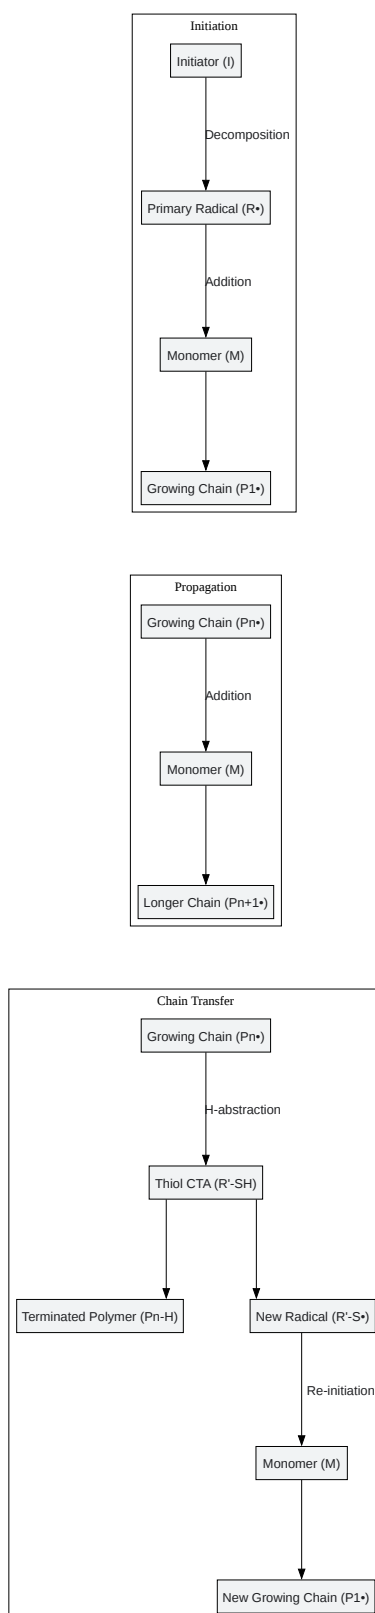 Initiation
Initiator (I)
Decomposition
Primary Radical (R•)
Addition
Monomer (M)
Growing Chain (P1•)
Propagation
Growing Chain (Pn•)
Addition
Monomer (M)
Longer Chain (Pn+1•)
Chain Transfer
Growing Chain (Pn•)
H-abstraction
Thiol CTA (R'-SH)
Terminated Polymer (Pn-H)
New Radical (R'-S•)
Re-initiation
Monomer (M)
New Growing Chain (P1•)